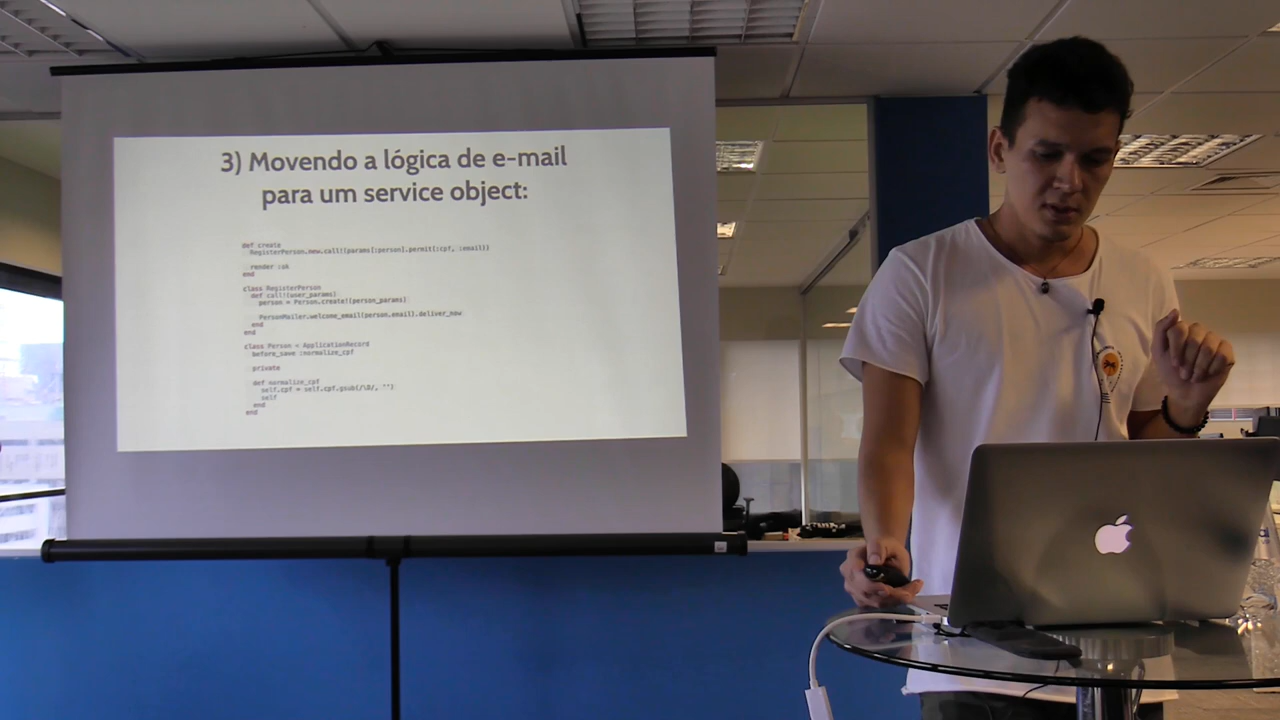 3) Movendo a lógica de e-mail
para um service object:
def create
RegisterPerson.new.call!(params[:person].permit(:cpf, :email))
render :ok
end
class RegisterPerson
def call!(user_params)
person = Person.create!(person_params)
PersonMailer.welcome_email(person.email).deliver_now
end
end
class Person < ApplicationRecord
before_save :normalize_cpf
private
def normalize_cpf
self.cpf = self.cpf.gsub(/\D/, "")
self
end
end